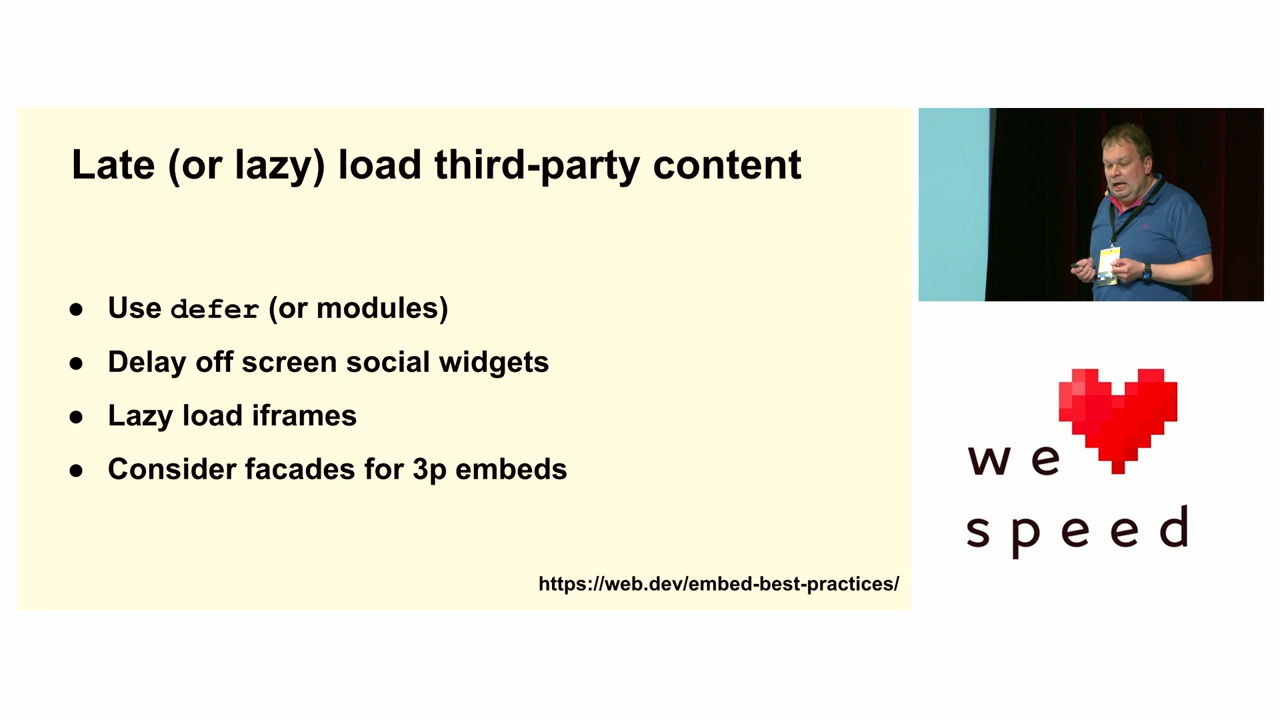 Late (or lazy) load third-party content
● Use defer (or modules)
● Delay off screen social widgets
● Lazy load iframes
● Consider facades for 3p embeds
https://web.dev/embed-best-practices/
we
speed